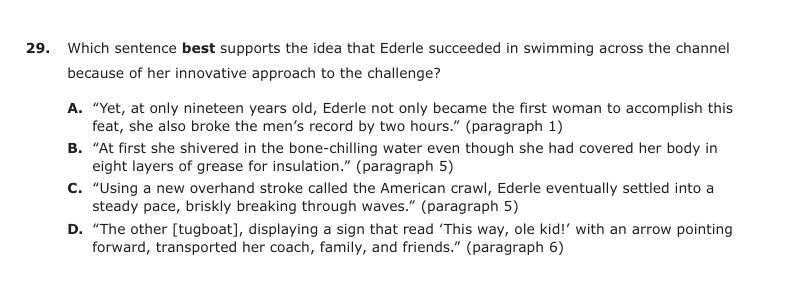 29. Which sentence best supports the idea that Ederle succeeded in swimming across the channel
because of her innovative approach to the challenge?
A. “Yet, at only nineteen years old, Ederle not only became the first woman to accomplish this
feat, she also broke the men’s record by two hours.” (paragraph 1)
B. “At first she shivered in the bone-chilling water even though she had covered her body in
eight layers of grease for insulation.” (paragraph 5)
C. “Using a new overhand stroke called the American crawl, Ederle eventually settled into a
steady pace, briskly breaking through waves.” (paragraph 5)
D. “The other [tugboat], displaying a sign that read ‘This way, ole kid!’ with an arrow pointing
forward, transported her coach, family, and friends.” (paragraph 6)